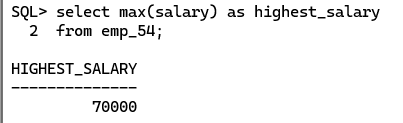 SQL> select max(salary) as highest_salary
2 from emp_54;
HIGHEST_SALARY
--------------
70000